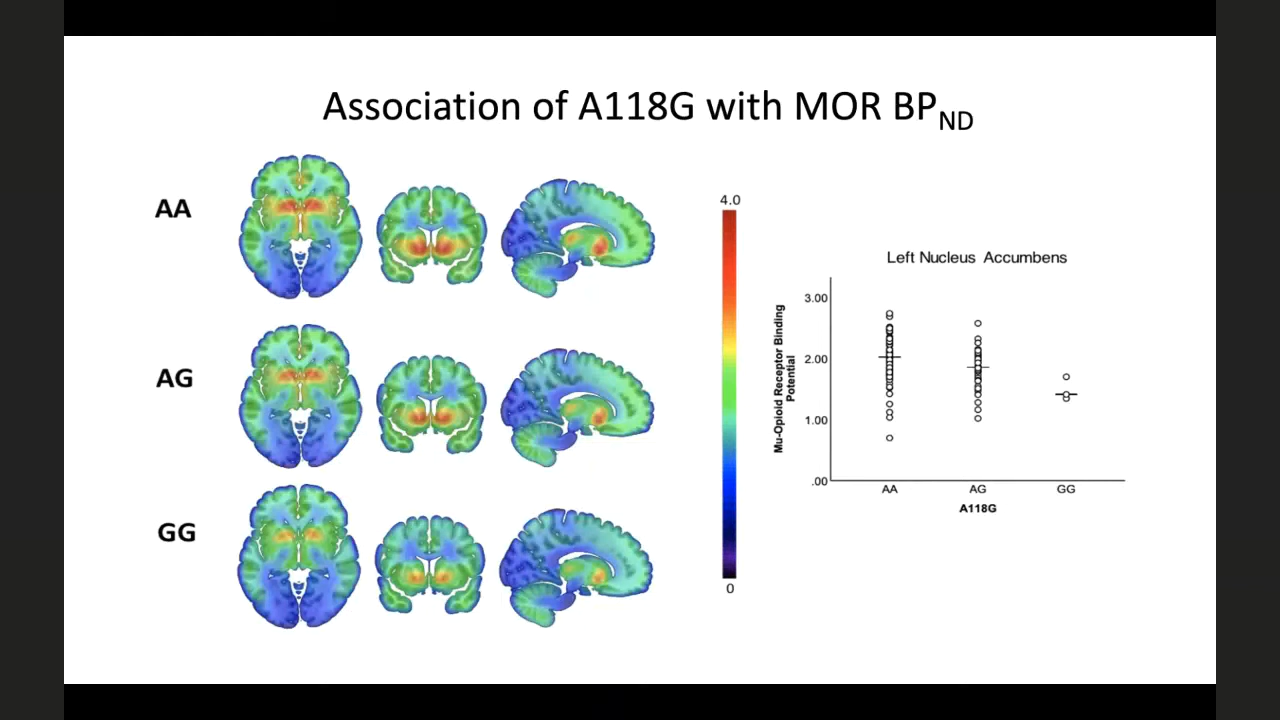 Association of A118G with MOR BPND
AA
AG
GG
4.0
0
Left Nucleus Accumbens
Mu-Opioid Receptor Binding
Potential
3.00
2.00
1.00
.00
AA
AG
GG
A118G